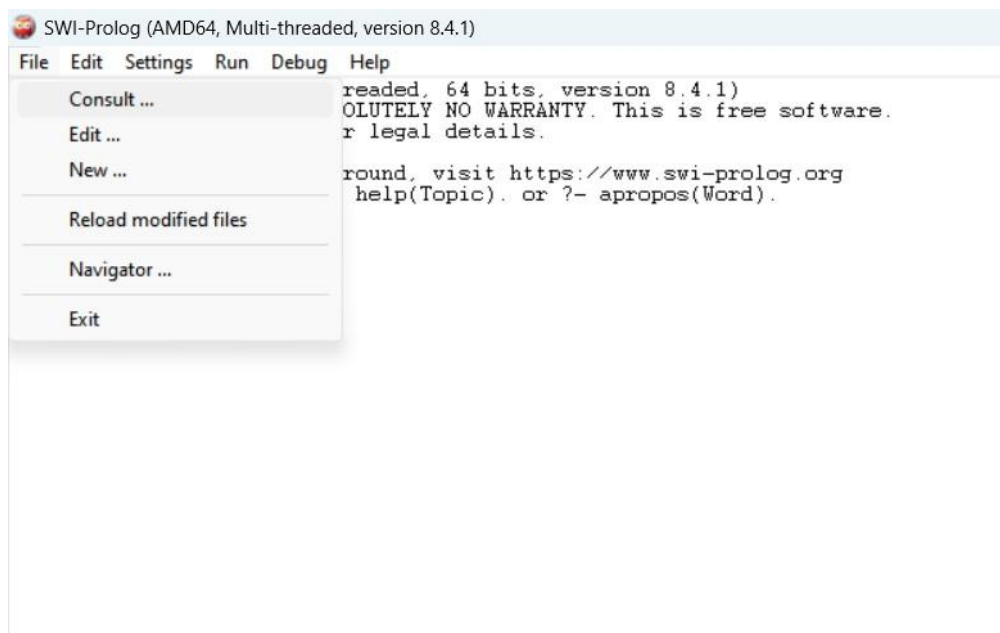 SWI-Prolog (AMD64, Multi-threaded, version 8.4.1)
File Edit Settings Run Debug Help
Consult ...
Edit ...
New ...
Reload modified files
Navigator ...
Exit
readed, 64 bits, version 8.4.1)
OLUTELY NO WARRANTY. This is free software.
r legal details.
round, visit https://www.swi-prolog.org
help(Topic). or ?- apropos(Word).